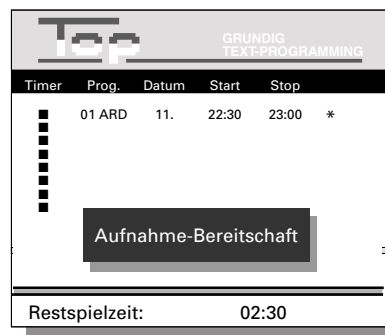 Top
GRUNDIG
TEXT-PROGRAMMING
Timer Prog. Datum Start Stop
01 ARD 11. 22:30 23:00 *
Aufnahme-Bereitschaft
Restspielzeit: 02:30